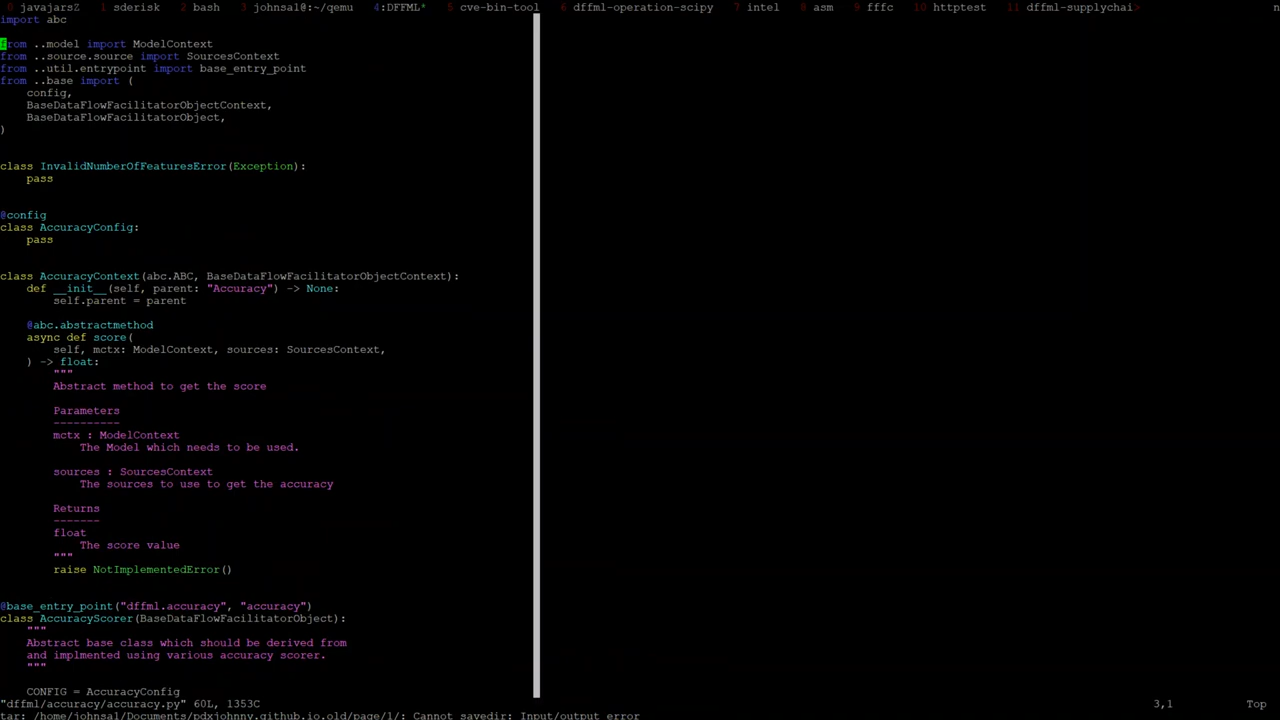 0 javajarsZ 1 sderisk 2 bash 3 johnsal@:~/qemu 4:DFFML* 5 cve-bin-tool 6 dffml-operation-scipy 7 intel 8 asm 9 fffc 10 httptest 11 dffml-supplychai> n
import abc
from ..model import ModelContext
from ..source.source import SourcesContext
from ..util.entrypoint import base_entry_point
from ..base import (
    config,
    BaseDataFlowFacilitatorObjectContext,
    BaseDataFlowFacilitatorObject,
)
class InvalidNumberOfFeaturesError(Exception):
    pass
@config
class AccuracyConfig:
    pass
class AccuracyContext(abc.ABC, BaseDataFlowFacilitatorObjectContext):
    def __init__(self, parent: "Accuracy") -> None:
        self.parent = parent
    @abc.abstractmethod
    async def score(
        self, mctx: ModelContext, sources: SourcesContext,
    ) -> float:
        """
        Abstract method to get the score
        Parameters
        ----------
        mctx : ModelContext
            The Model which needs to be used.
        sources : SourcesContext
            The sources to use to get the accuracy
        Returns
        -------
        float
            The score value
        """
        raise NotImplementedError()
@base_entry_point("dffml.accuracy", "accuracy")
class AccuracyScorer(BaseDataFlowFacilitatorObject):
    """
    Abstract base class which should be derived from
    and implmented using various accuracy scorer.
    """
    CONFIG = AccuracyConfig
"dffml/accuracy/accuracy.py" 60L, 1353C 3,1 Top
tar: /home/johnsal/Documents/pdxjohnny.github.io.old/page/1/: Cannot savedir: Input/output error